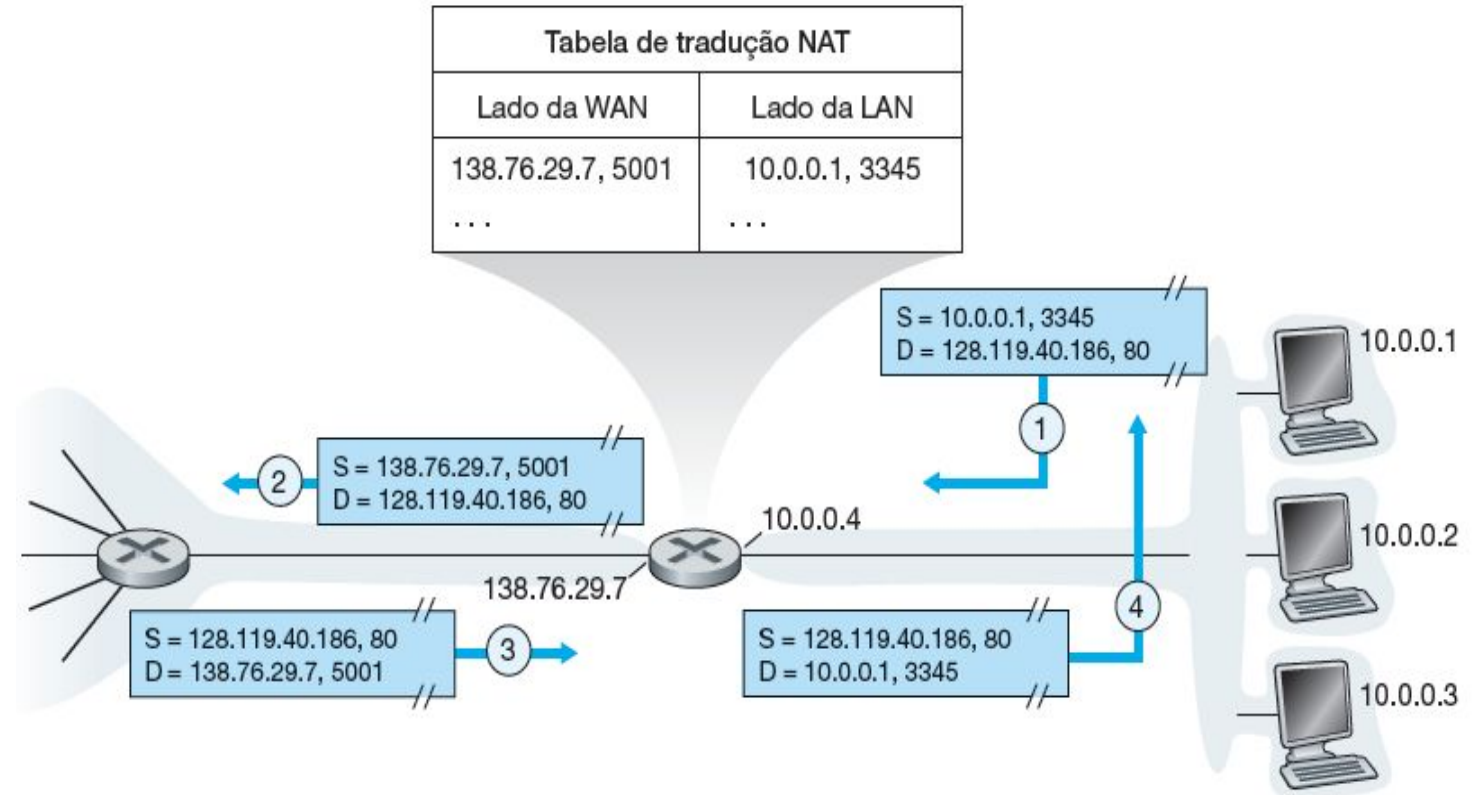 Tabela de tradução NAT
Lado da WAN
Lado da LAN
138.76.29.7, 5001
10.0.0.1, 3345
. . .
. . .
S = 10.0.0.1, 3345
D = 128.119.40.186, 80
10.0.0.1
1
2
S = 138.76.29.7, 5001
D = 128.119.40.186, 80
10.0.0.4
10.0.0.2
138.76.29.7
S = 128.119.40.186, 80
D = 138.76.29.7, 5001
3
S = 128.119.40.186, 80
D = 10.0.0.1, 3345
4
10.0.0.3